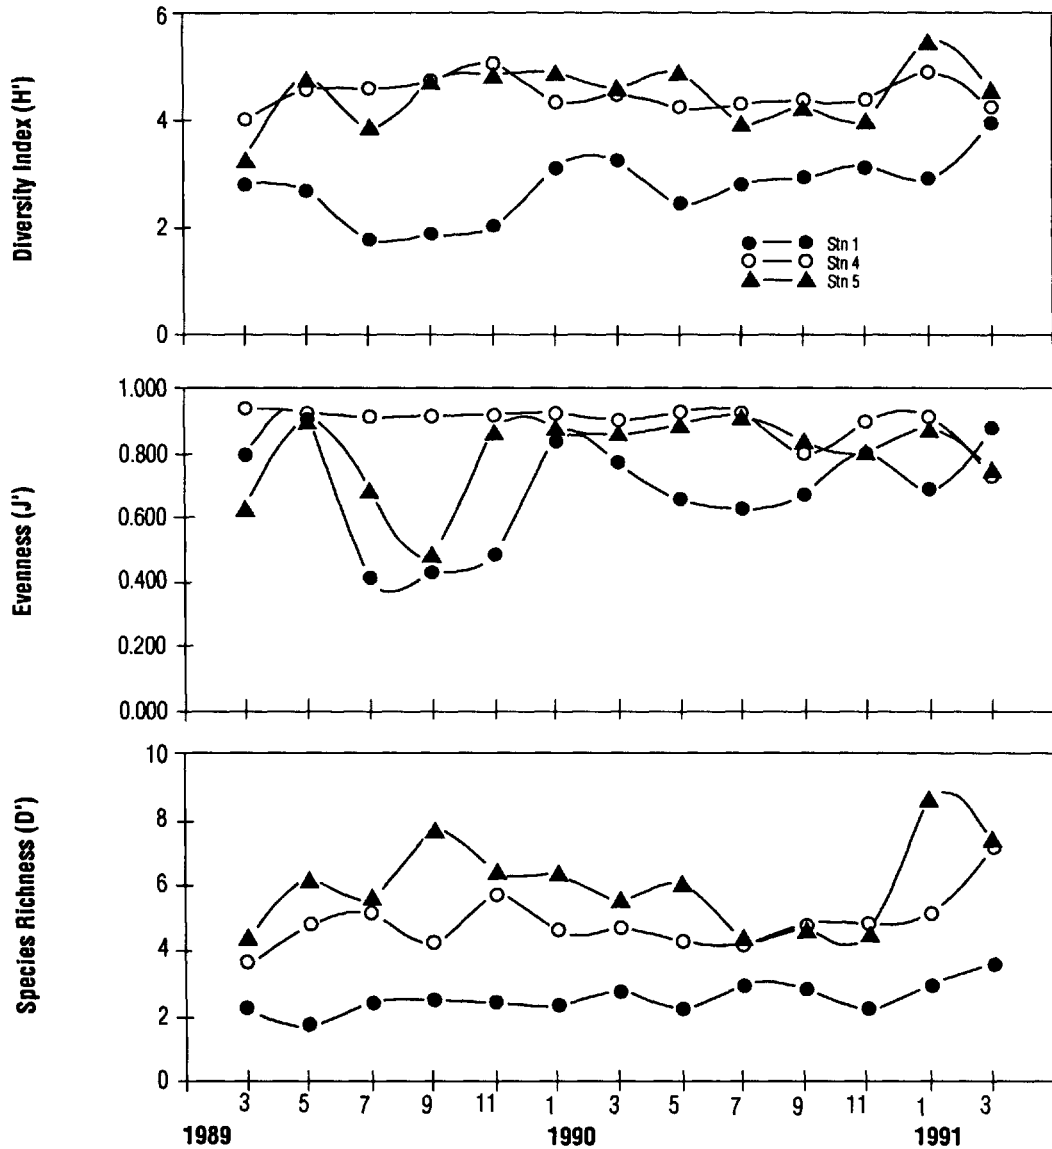 Diversity Index (H')
6
4
2
0
Stn 1
Stn 4
Stn 5
Evenness (J')
1.000
0.800
0.600
0.400
0.200
0.000
Species Richness (D')
10
8
6
4
2
0
3 5 7 9 11 1 3 5 7 9 11 1 3
1989 1990 1991